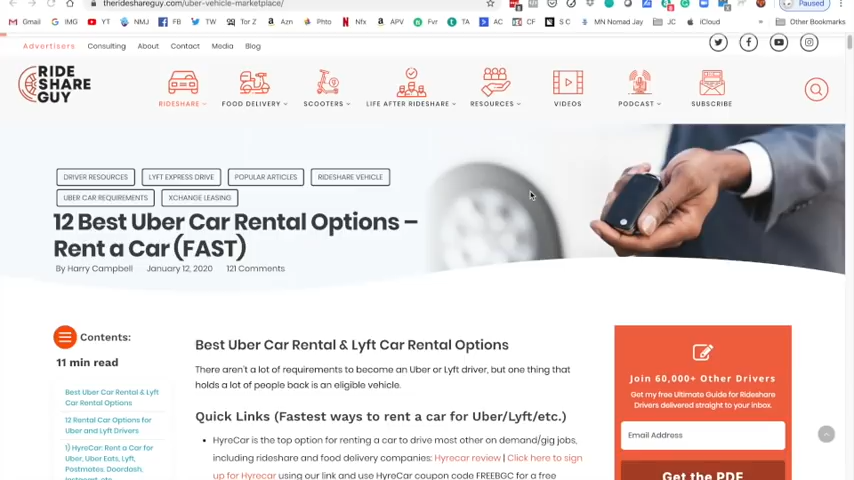 theridesharguy.com/uber-vehicle-marketplace/
Paused
Gmail IMG YT NMJ FB TW Tor Z Azn Phto Nfx APV Fvr TA AC CF S C MN Nomad Jay JC iCloud » Other Bookmarks
Advertisers Consulting About Contact Media Blog
RIDE
SHARE
GUY
RIDESHARE FOOD DELIVERY SCOOTERS LIFE AFTER RIDESHARE RESOURCES VIDEOS PODCAST SUBSCRIBE
DRIVER RESOURCES LYFT EXPRESS DRIVE POPULAR ARTICLES RIDESHARE VEHICLE
UBER CAR REQUIREMENTS XCHANGE LEASING
12 Best Uber Car Rental Options –
Rent a Car (FAST)
By Harry Campbell January 12, 2020 121 Comments
Contents:
11 min read
Best Uber Car Rental & Lyft
Car Rental Options
12 Rental Car Options for
Uber and Lyft Drivers
1) HyreCar: Rent a Car for
Uber, Uber Eats, Lyft,
Postmates, Doordash,
Instacart, etc.
Best Uber Car Rental & Lyft Car Rental Options
There aren't a lot of requirements to become an Uber or Lyft driver, but one thing that
holds a lot of people back is an eligible vehicle.
Quick Links (Fastest ways to rent a car for Uber/Lyft/etc.)
• HyreCar is the top option for renting a car to drive most other on demand/gig jobs,
including rideshare and food delivery companies: Hyrecar review | Click here to sign
up for Hyrecar using our link and use HyreCar coupon code FREEBGC for a free
Join 60,000+ Other Drivers
Get my free Ultimate Guide for Rideshare
Drivers delivered straight to your inbox.
Email Address
Get the PDF